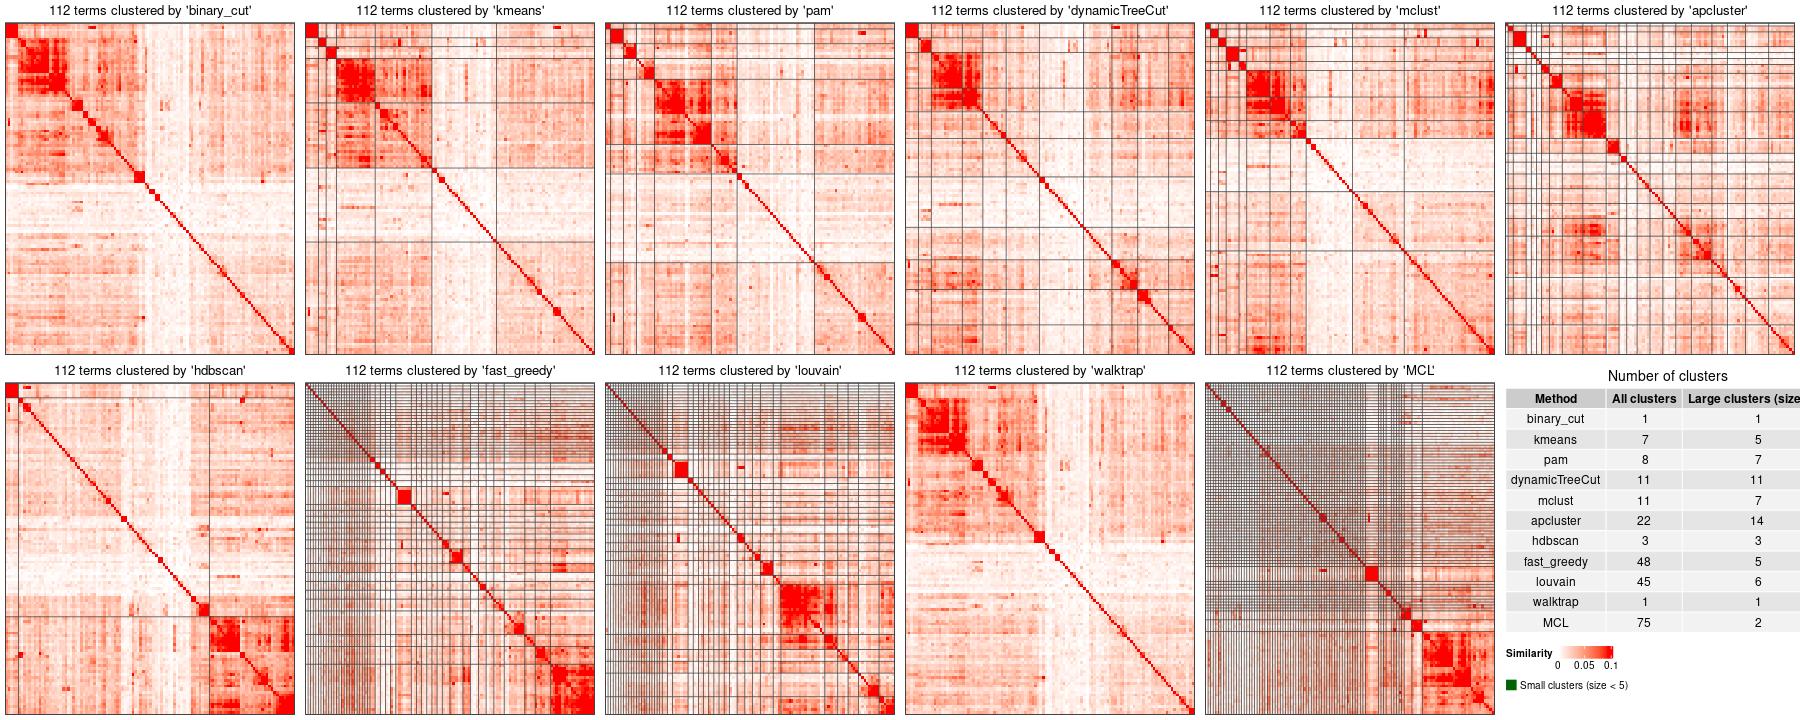 112 terms clustered by 'binary_cut'
112 terms clustered by 'kmeans'
112 terms clustered by 'pam'
112 terms clustered by 'dynamicTreeCut'
112 terms clustered by 'mclust'
112 terms clustered by 'apcluster'
112 terms clustered by 'hdbscan'
112 terms clustered by 'fast_greedy'
112 terms clustered by 'louvain'
112 terms clustered by 'walktrap'
112 terms clustered by 'MCL'
Number of clusters
Method All clusters Large clusters (size
binary_cut 1 1
kmeans 7 5
pam 8 7
dynamicTreeCut 11 11
mclust 11 7
apcluster 22 14
hdbscan 3 3
fast_greedy 48 5
louvain 45 6
walktrap 1 1
MCL 75 2
Similarity
0 0.05 0.1
Small clusters (size < 5)